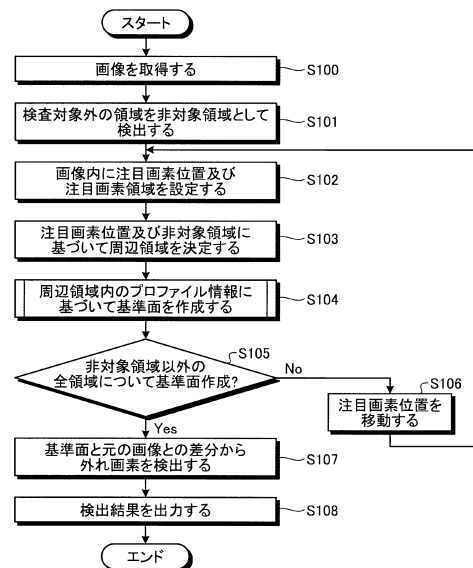 スタート
画像を取得する
S100
検査対象外の領域を非対象領域として
検出する
S101
画像内に注目画素位置及び
注目画素領域を設定する
S102
注目画素位置及び非対象領域に
基づいて周辺領域を決定する
S103
周辺領域内のプロファイル情報に
基づいて基準面を作成する
S104
非対象領域以外の
全領域について基準面作成?
S105
No
S106
注目画素位置を
移動する
Yes
基準面と元の画像との差分から
外れ画素を検出する
S107
検出結果を出力する
S108
エンド